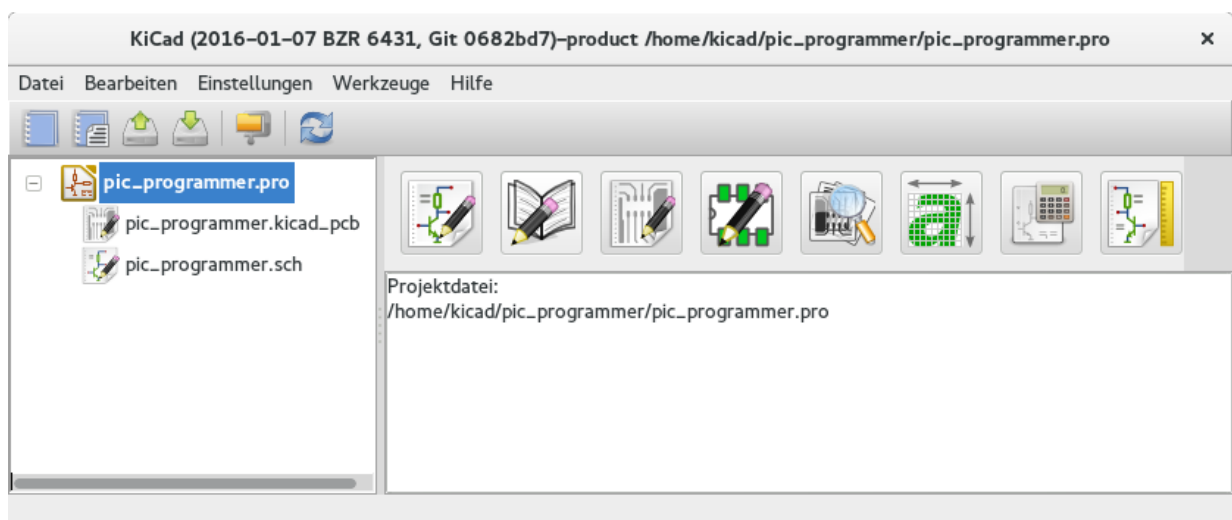 KiCad (2016-01-07 BZR 6431, Git 0682bd7)-product /home/kicad/pic_programmer/pic_programmer.pro
Datei Bearbeiten Einstellungen Werkzeuge Hilfe
pic_programmer.pro
pic_programmer.kicad_pcb
pic_programmer.sch
Projektdatei:
/home/kicad/pic_programmer/pic_programmer.pro